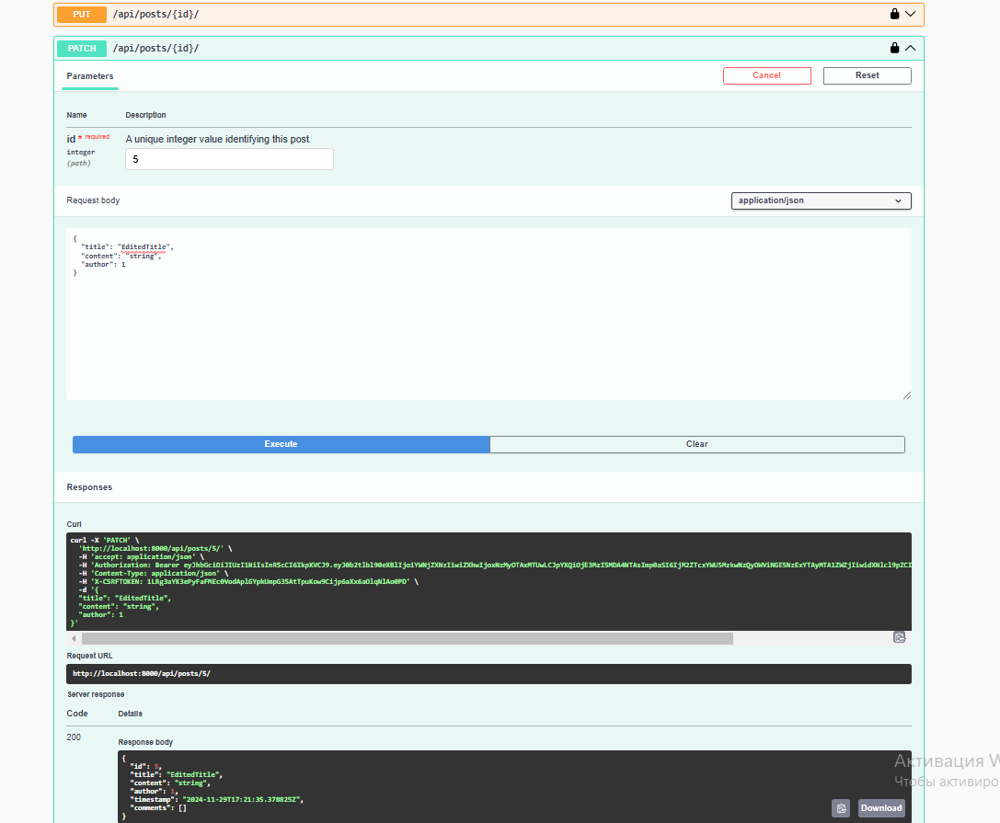 PUT /api/posts/{id}/
PATCH /api/posts/{id}/
Parameters
Cancel
Reset
Name Description
id * required
integer
(path)
A unique integer value identifying this post.
5
Request body
application/json
{
"title": "EditedTitle",
"content": "string",
"author": 1
}
Execute
Clear
Responses
Curl
curl -X 'PATCH' \
'http://localhost:8000/api/posts/5/' \
-H 'accept: application/json' \
-H 'Authorization: Bearer
-H 'Content-Type: application/json' \
-H 'X-CSRFTOKEN:
-d '{
"title": "EditedTitle",
"content": "string",
"author": 1
}'
Request URL
http://localhost:8000/api/posts/5/
Server response
Code Details
200
Response body
{
"id": 5,
"title": "EditedTitle",
"content": "string",
"author": 1,
"timestamp": "2024-11-29T17:21:35.378825Z",
"comments": []
}
Download
Активация W
Чтобы активиро